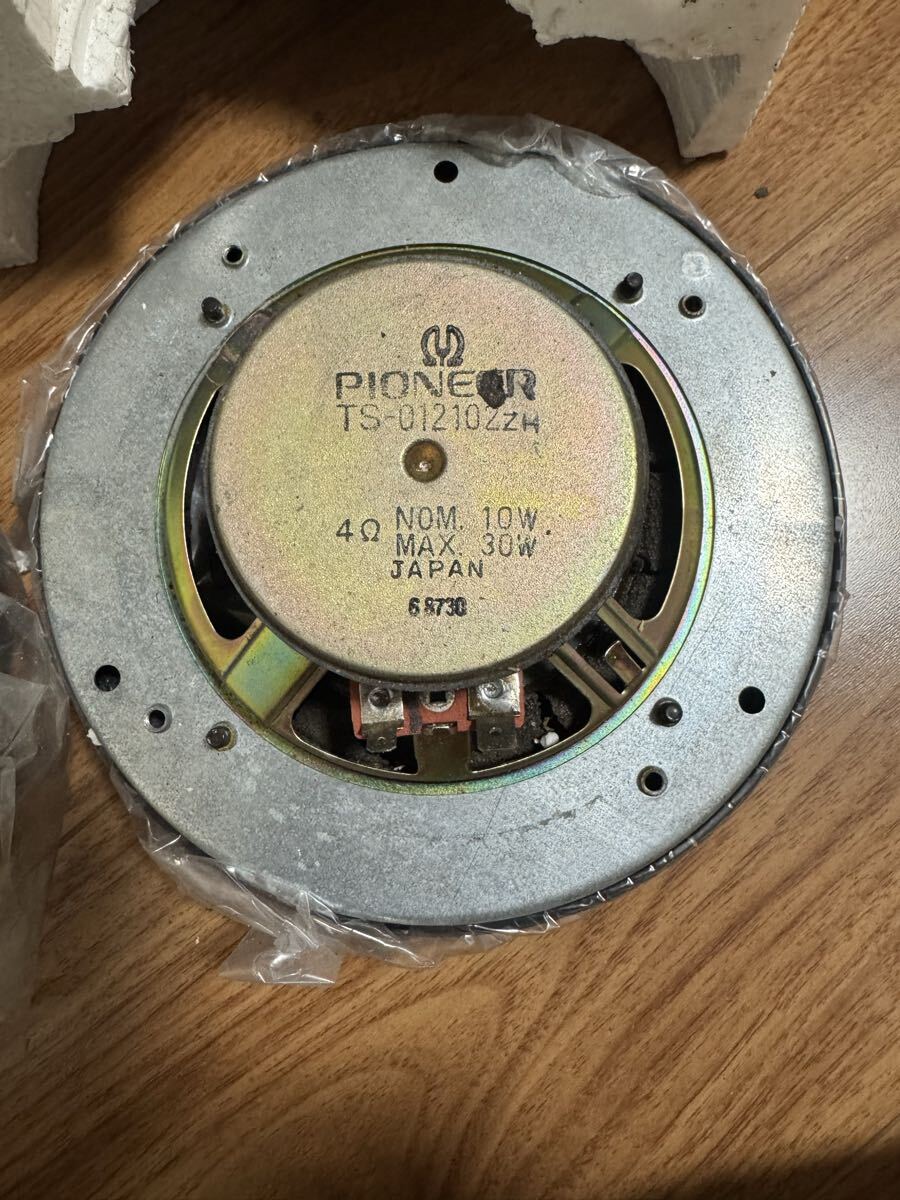 PIONEER
TS-012102ZH
4Ω NOM. 10W
MAX. 30W
JAPAN
68730